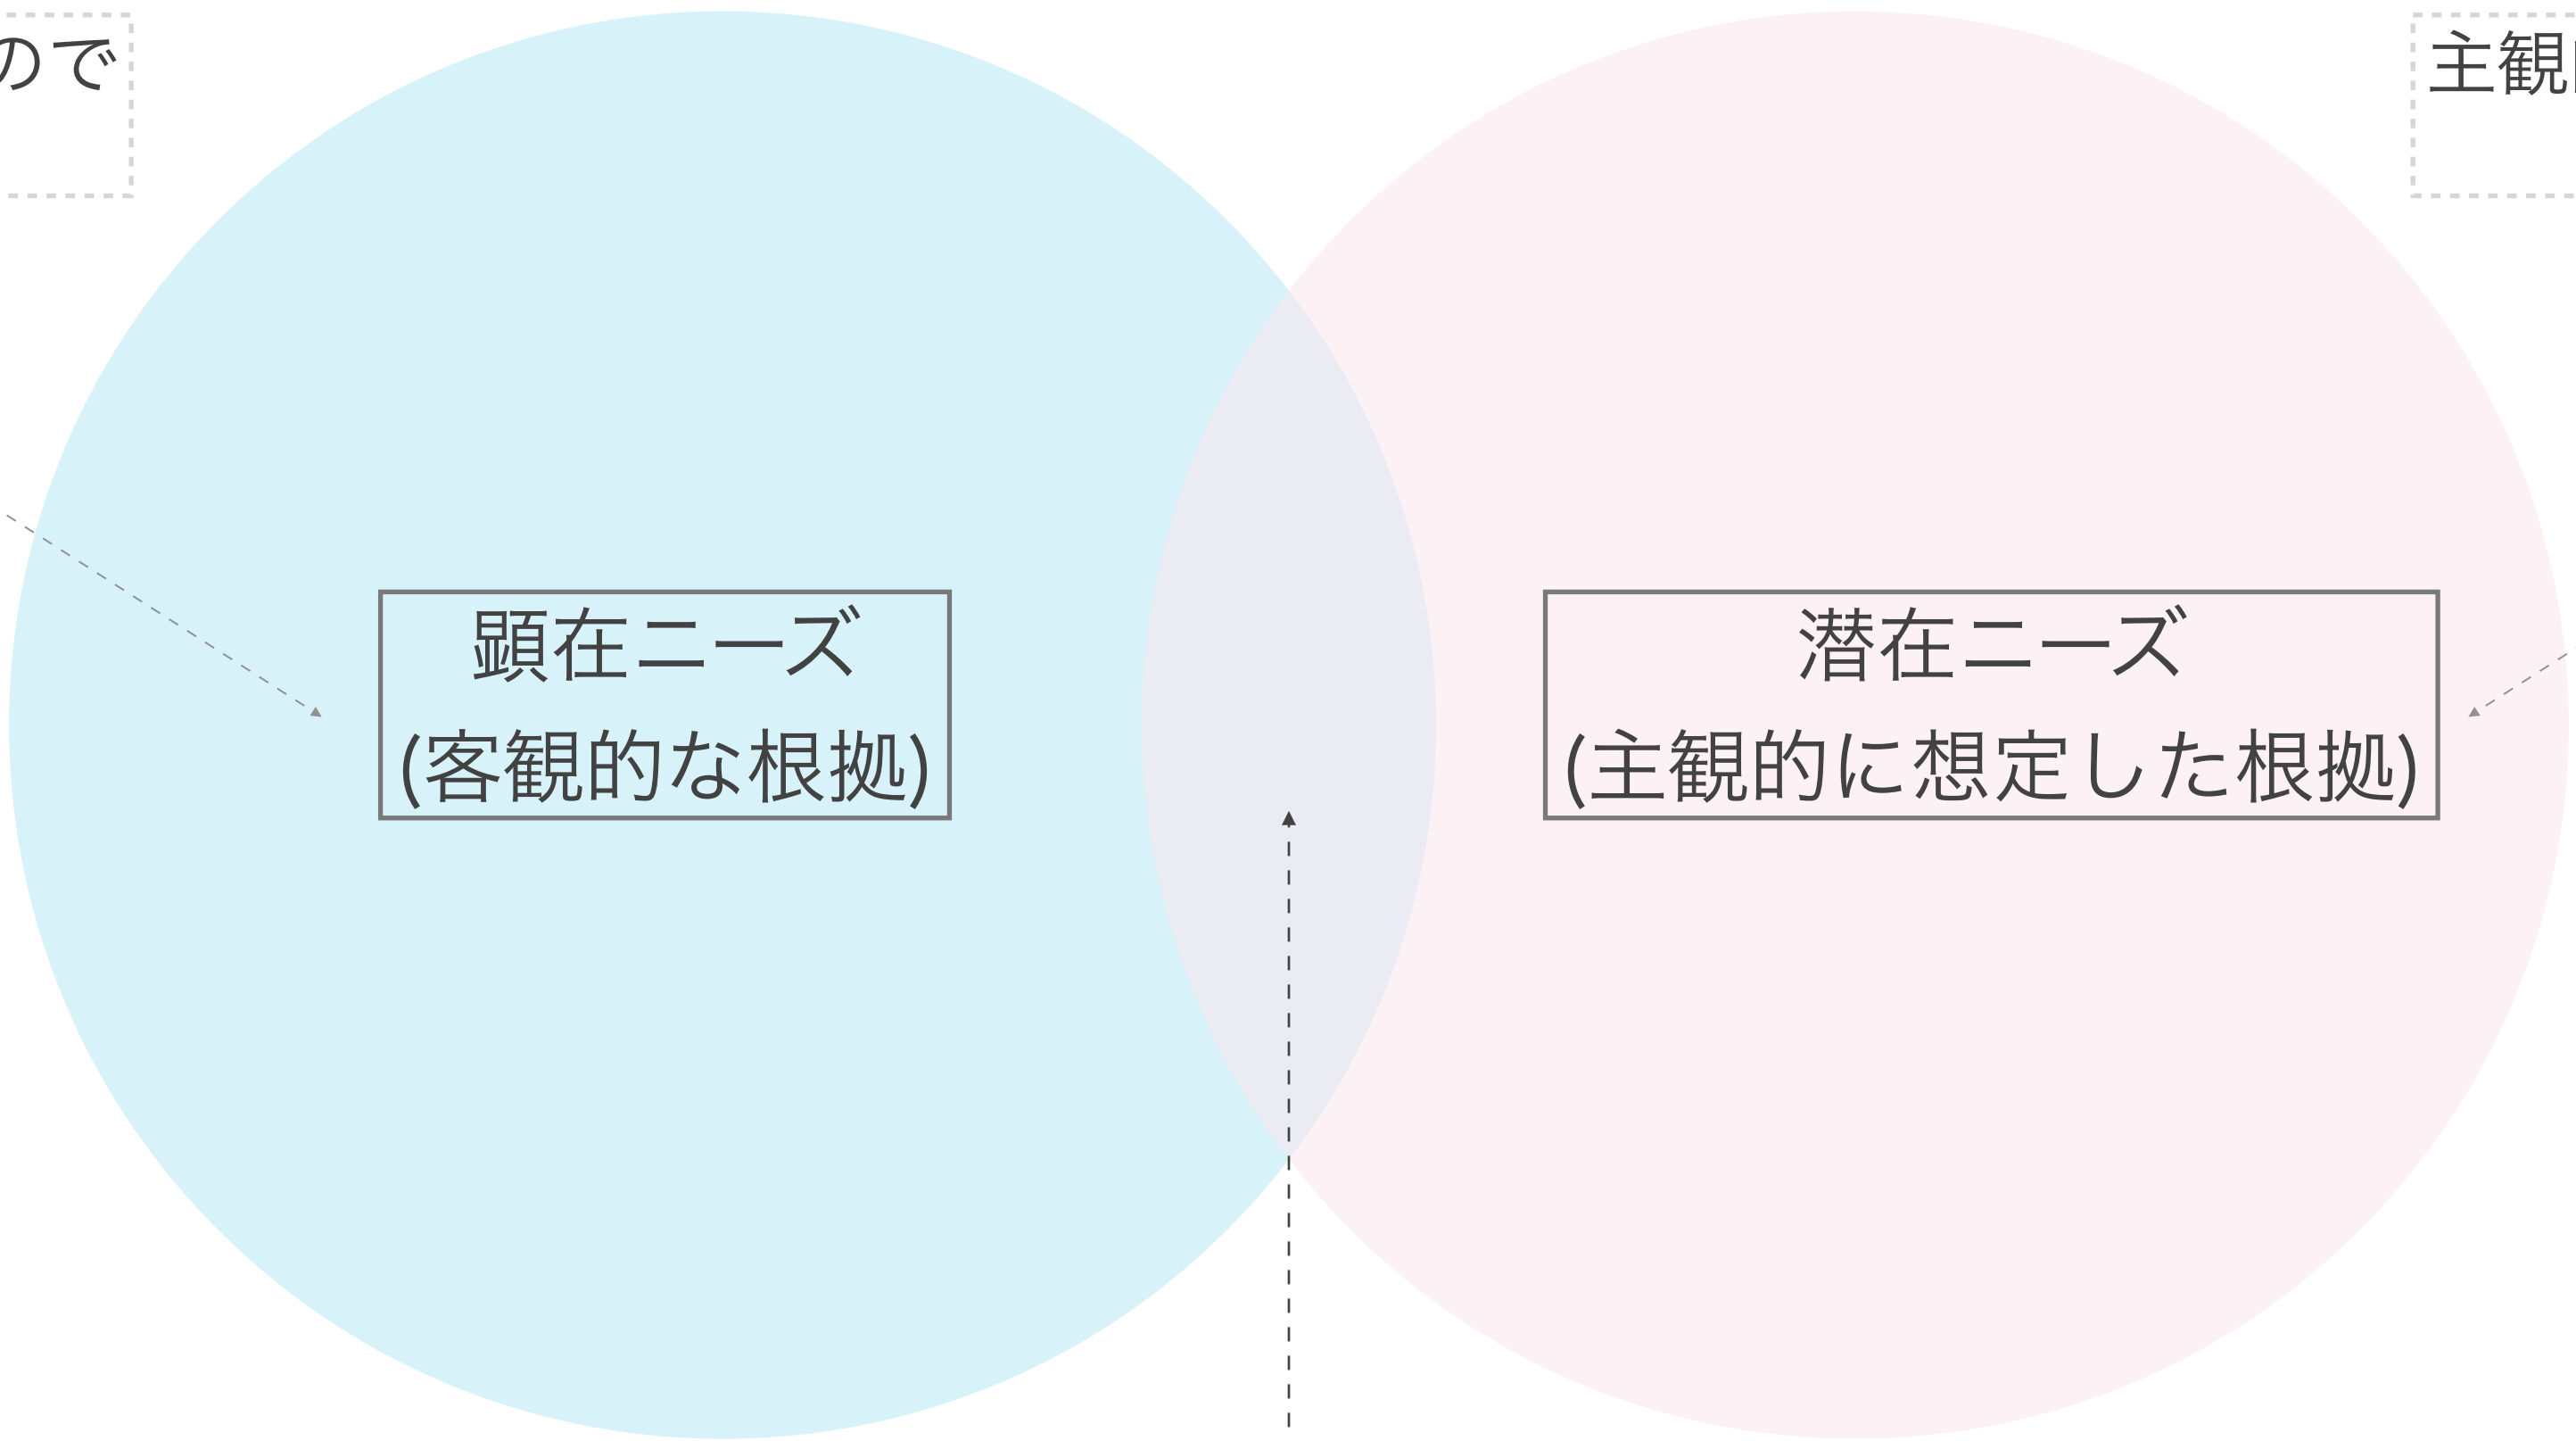 ので
主観
顕在ニーズ
(客観的な根拠)
潜在ニーズ
(主観的に想定した根拠)